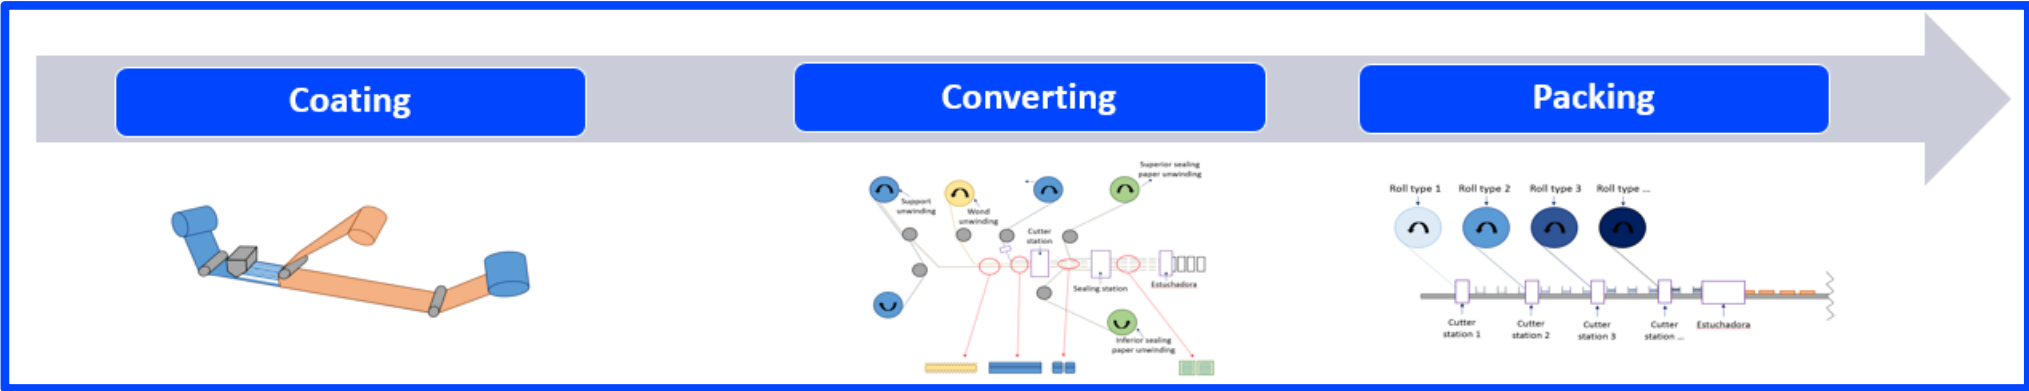 Coating
Converting
Packing
Superior sealing
paper unwinding
Support
unwinding
Wond
unwinding
Cutter
station
Sealing station
Estuchadora
Inferior sealing
paper unwinding
Roll type 1
Roll type 2
Roll type 3
Roll type ...
Cutter
station 1
Cutter
station 2
Cutter
station 3
Cutter
station ...
Estuchadora